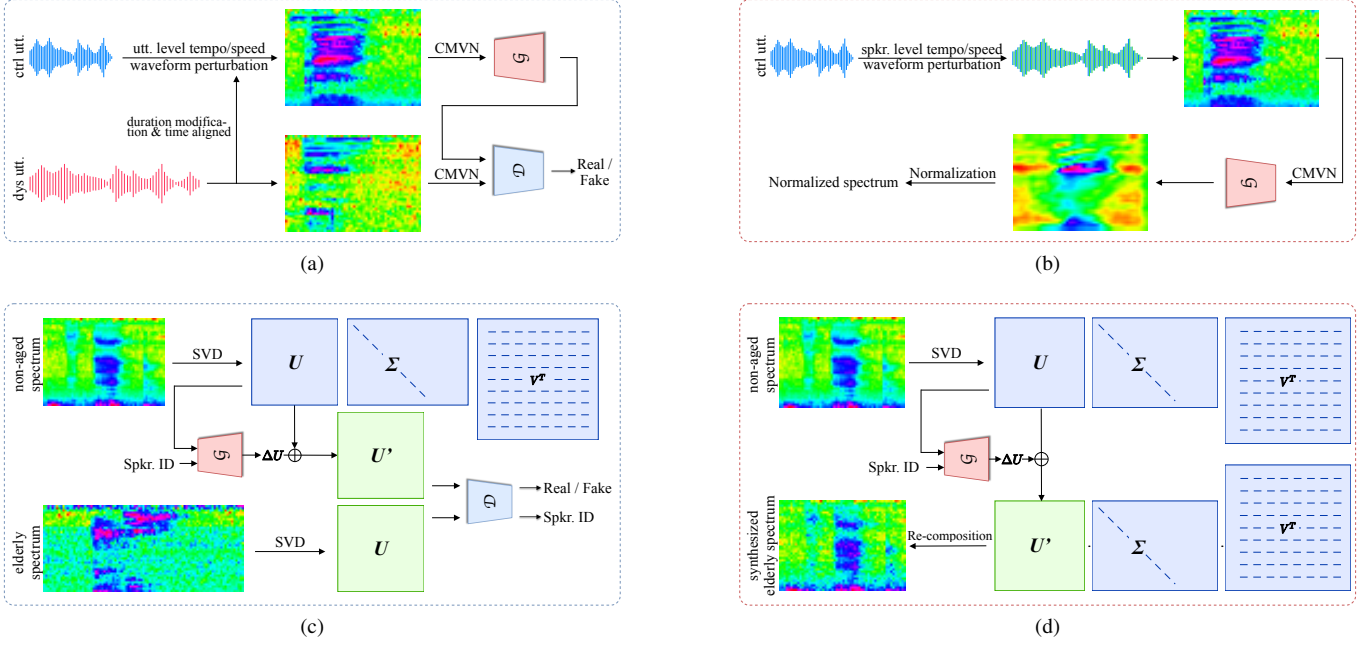 ctrl utt.
utt. level tempo/speed
waveform perturbation
CMVN
G
duration modifica-
tion & time aligned
dys utt.
CMVN
D
Real /
Fake
(a)
ctrl utt.
spkr. level tempo/speed
waveform perturbation
Normalized spectrum
Normalization
G
CMVN
(b)
non-aged
spectrum
SVD
U
Σ
V^T
Spkr. ID
G
ΔU
U'
elderly
spectrum
SVD
U
D
Real / Fake
Spkr. ID
(c)
non-aged
spectrum
SVD
U
Σ
V^T
Spkr. ID
G
ΔU
synthesized
elderly spectrum
Re-composition
U'
Σ
V^T
(d)